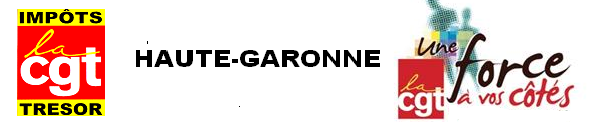 IMPÔTS
la
cgt
TRESOR
HAUTE-GARONNE
Une
force
à vos côtés
la
cgt